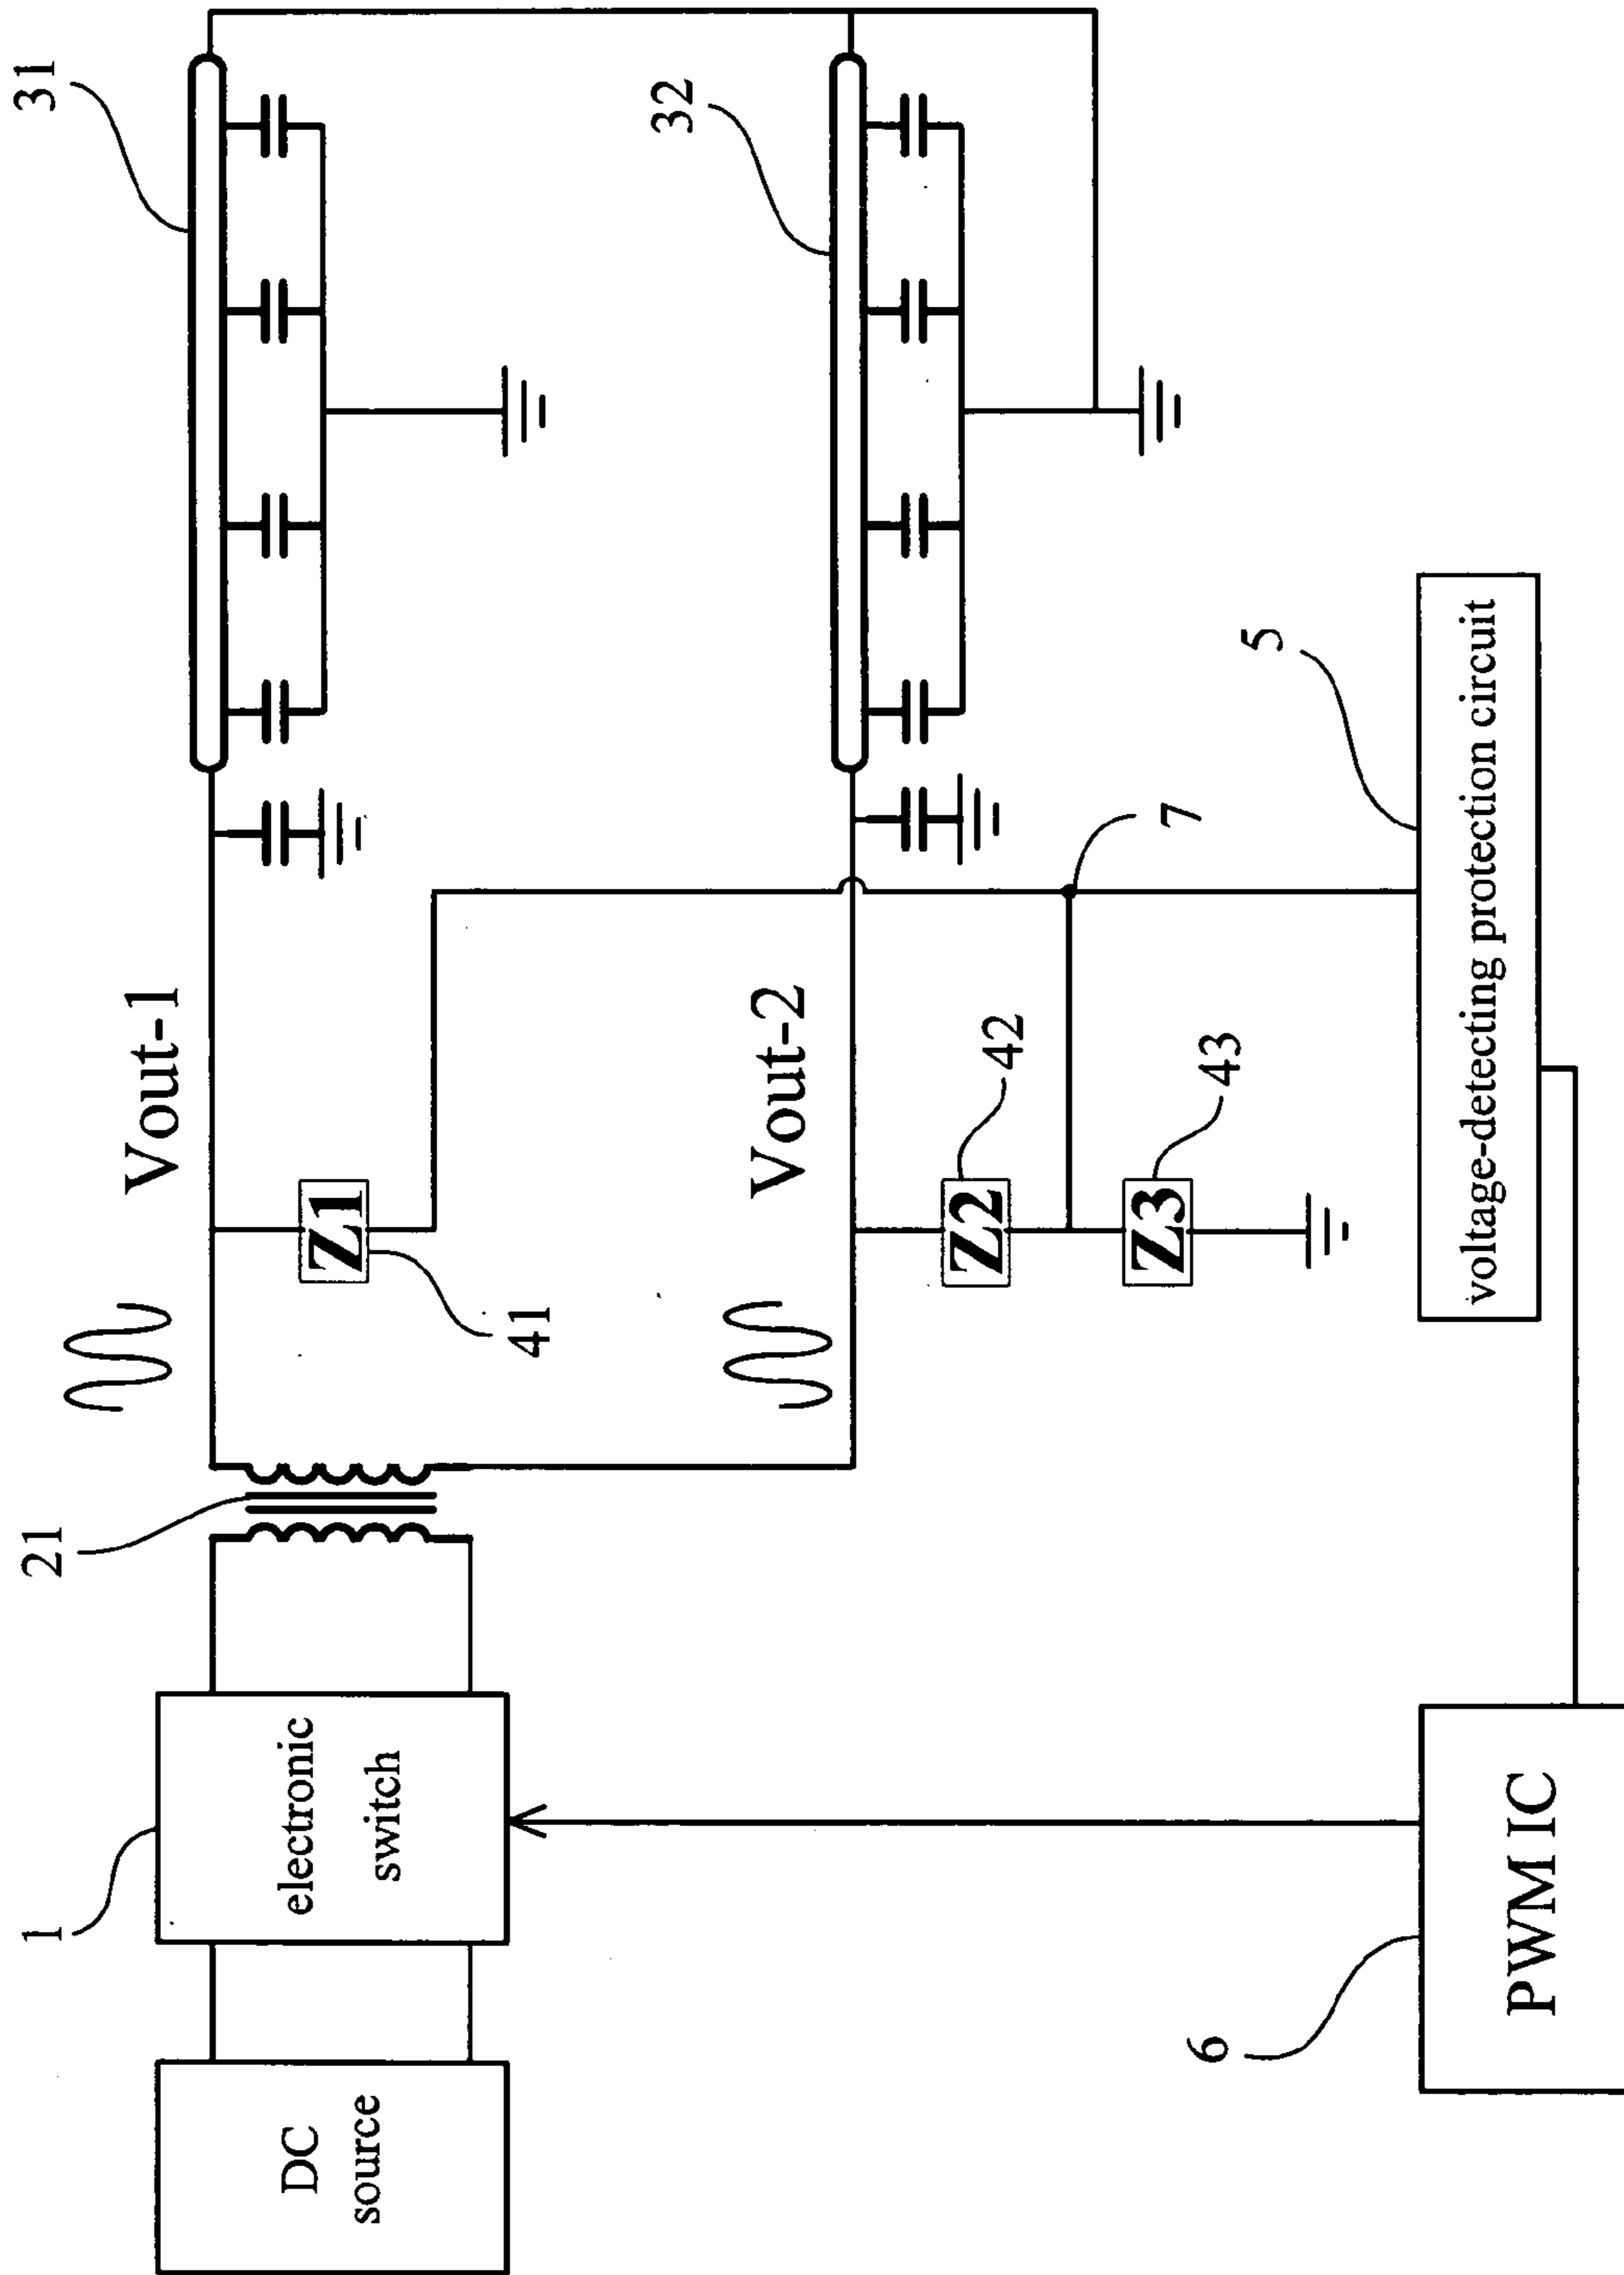 31
32
Vout-1
Vout-2
Z1
41
Z2
42
Z3
43
7
5
voltage-detecting protection circuit
21
1
electronic
switch
DC
source
6
PWM IC